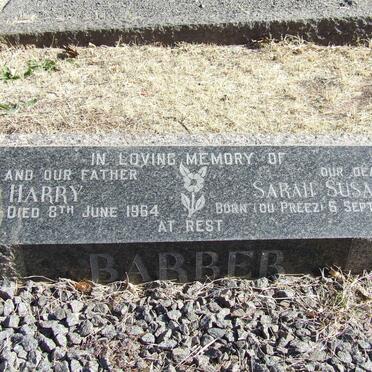 IN LOVING MEMORY OF
AND OUR FATHER OUR DEA
HARRY SARAH SUSA
DIED 8TH JUNE 1964 BORN (DU PREEZ) 6 SEPT
AT REST
BARBER